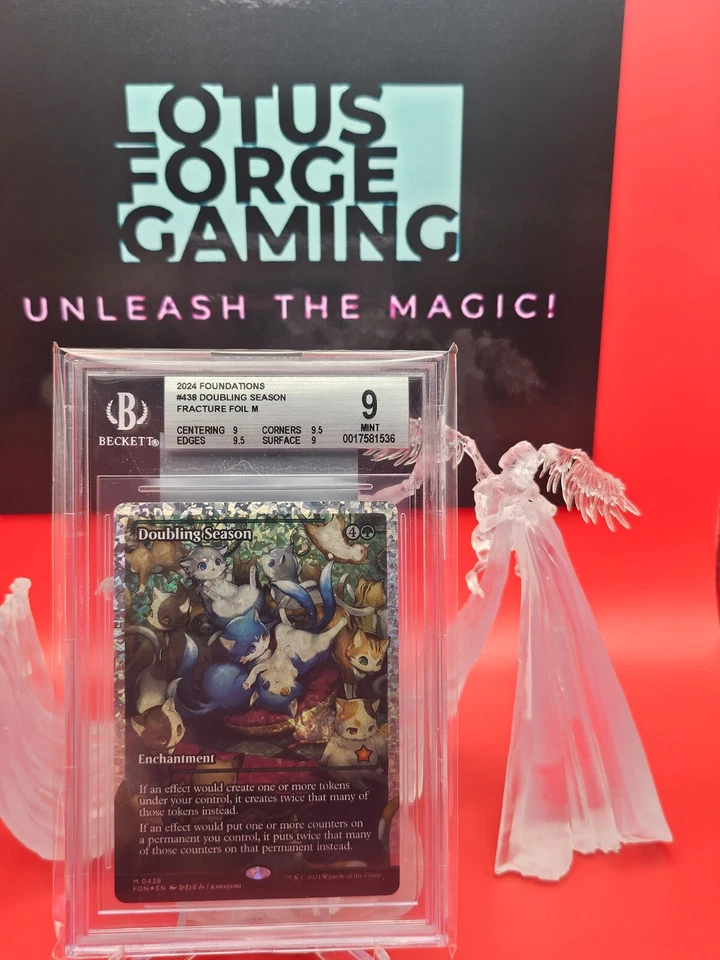 LOTUS
FORGE
GAMING
UNLEASH THE MAGIC!
B
BECKETT®
2024 FOUNDATIONS
#438 DOUBLING SEASON
FRACTURE FOIL M
CENTERING 9 CORNERS 9.5
EDGES 9.5 SURFACE 9
9
MINT
0017581536
Doubling Season 4
Enchantment
If an effect would create one or more tokens
under your control, it creates twice that many of
those tokens instead.
If an effect would put one or more counters on
a permanent you control, it puts twice that many
of those counters on that permanent instead.
M 0438
FDN★EN KAWASUMI
™ & © 2024 Wizards of the Coast